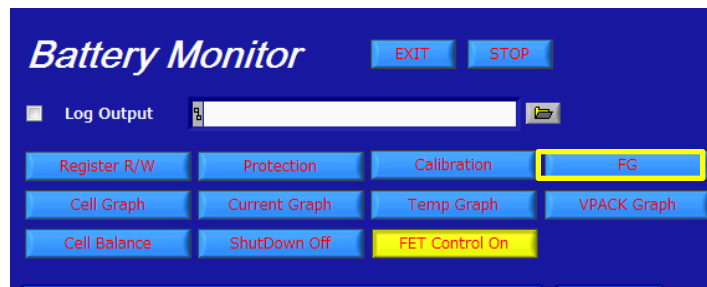 Battery Monitor EXIT STOP
Log Output
Register R/W Protection Calibration FG
Cell Graph Current Graph Temp Graph VPACK Graph
Cell Balance ShutDown Off FET Control On